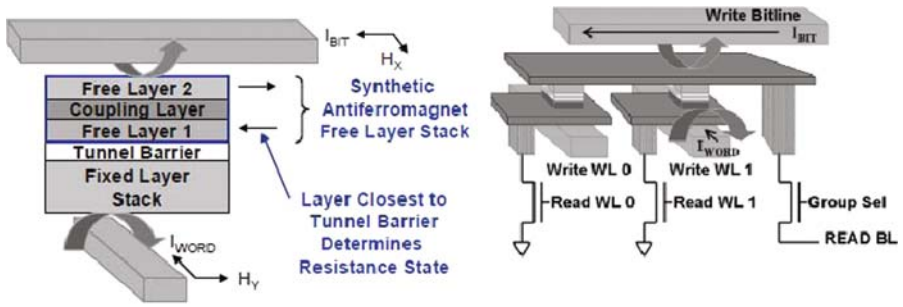 I_BIT
H_X
Free Layer 2
Coupling Layer
Free Layer 1
Tunnel Barrier
Fixed Layer
Stack
Synthetic
Antiferromagnet
Free Layer Stack
Layer Closest to
Tunnel Barrier
Determines
Resistance State
I_WORD
H_Y
Write Bitline
I_BIT
I_WORD
Write WL 0
Write WL 1
Read WL 0
Read WL 1
Group Sel
READ BL